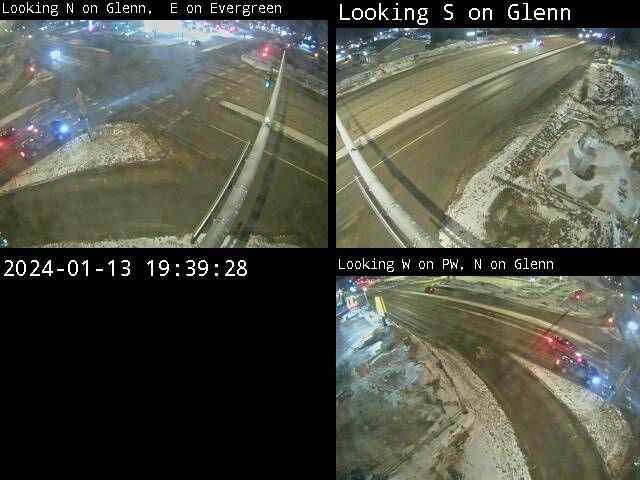 Looking N on Glenn,  E on Evergreen
Looking S on Glenn
2024-01-13 19:39:28
Looking W on PW, N on Glenn